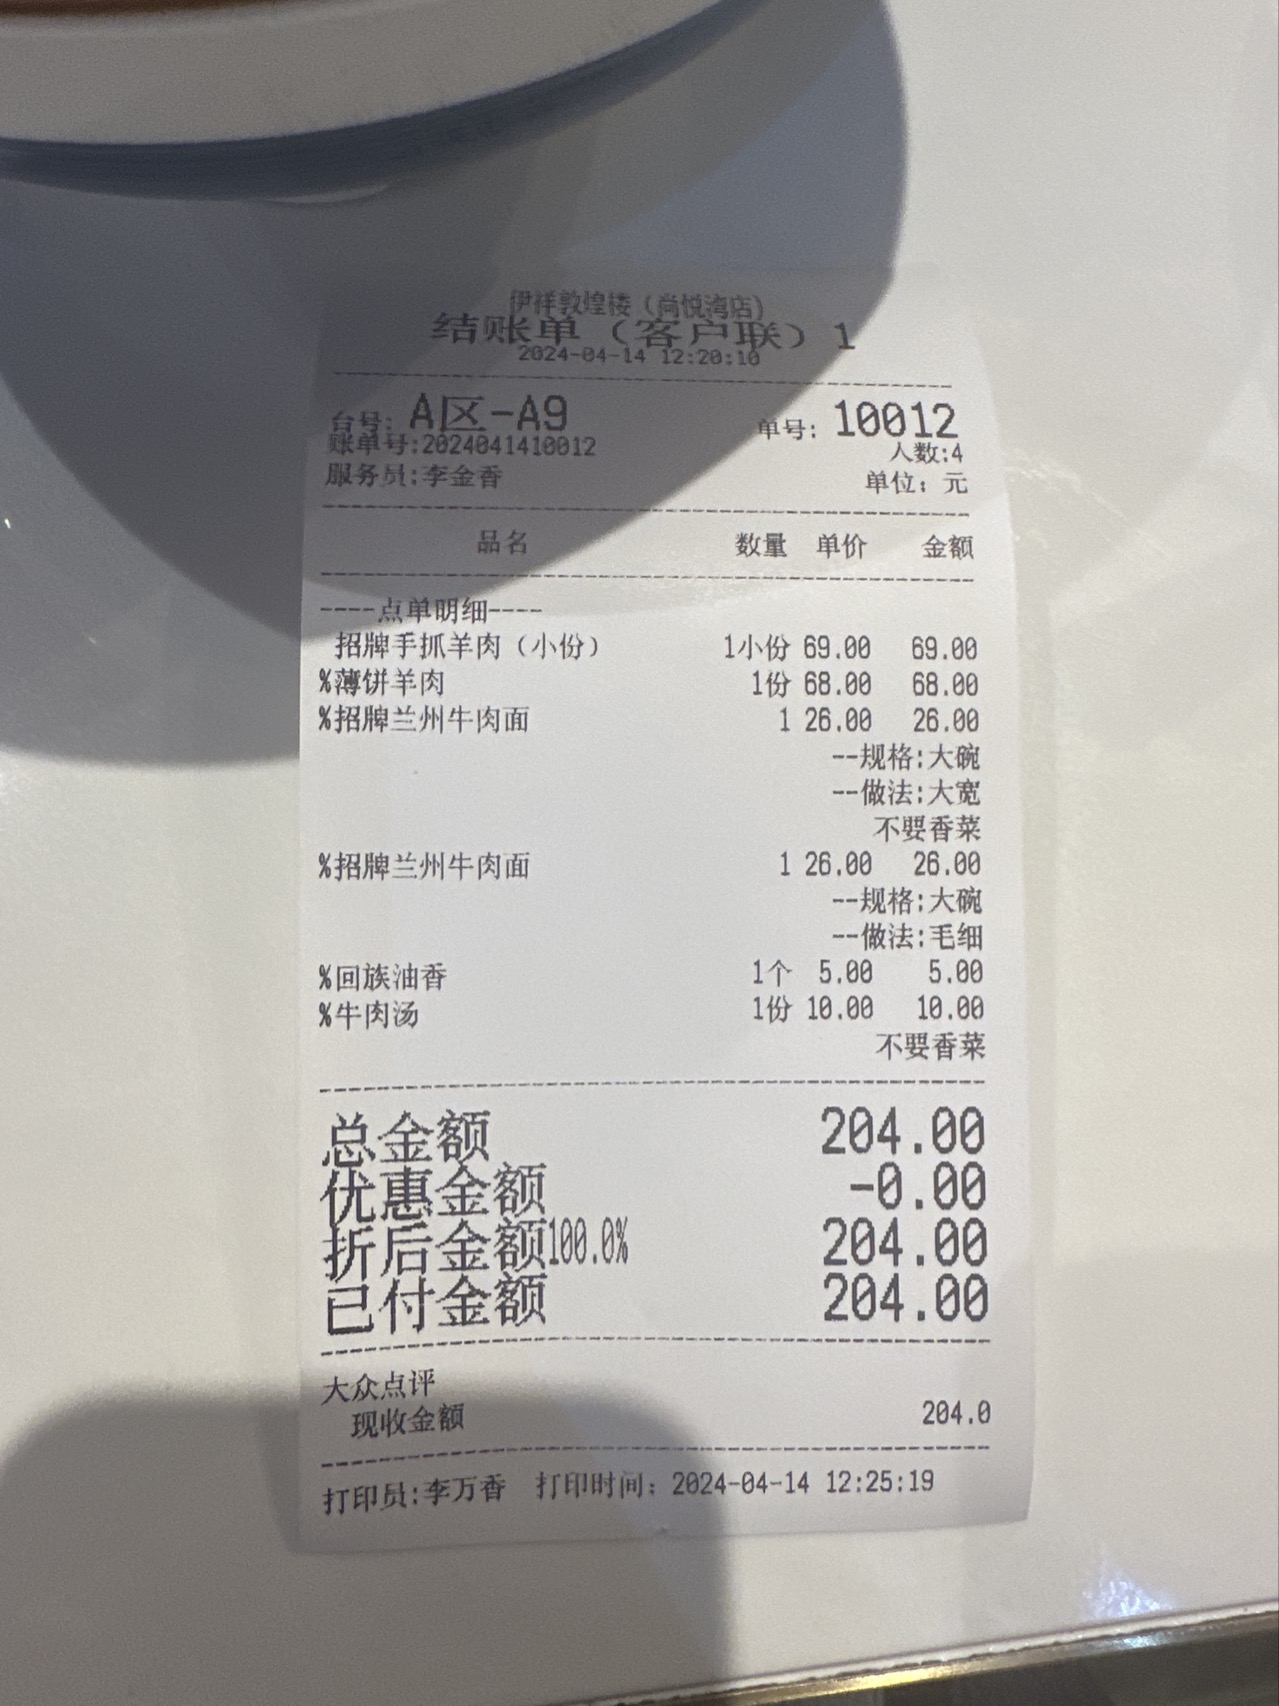 伊祥敦煌楼（尚悦湾店）
结账单（客户联）1
2024-04-14 12:20:10
台号: A区-A9 单号: 10012
账单号:2024041410012 人数:4
服务员:李金香 单位: 元
品名 数量 单价 金额
----点单明细----
招牌手抓羊肉（小份） 1小份 69.00 69.00
%薄饼羊肉 1份 68.00 68.00
%招牌兰州牛肉面 1 26.00 26.00
--规格:大碗
--做法:大宽
不要香菜
%招牌兰州牛肉面 1 26.00 26.00
--规格:大碗
--做法:毛细
%回族油香 1个 5.00 5.00
%牛肉汤 1份 10.00 10.00
不要香菜
总金额 204.00
优惠金额 -0.00
折后金额100.0% 204.00
已付金额 204.00
大众点评
现收金额 204.0
打印员:李万香 打印时间: 2024-04-14 12:25:19